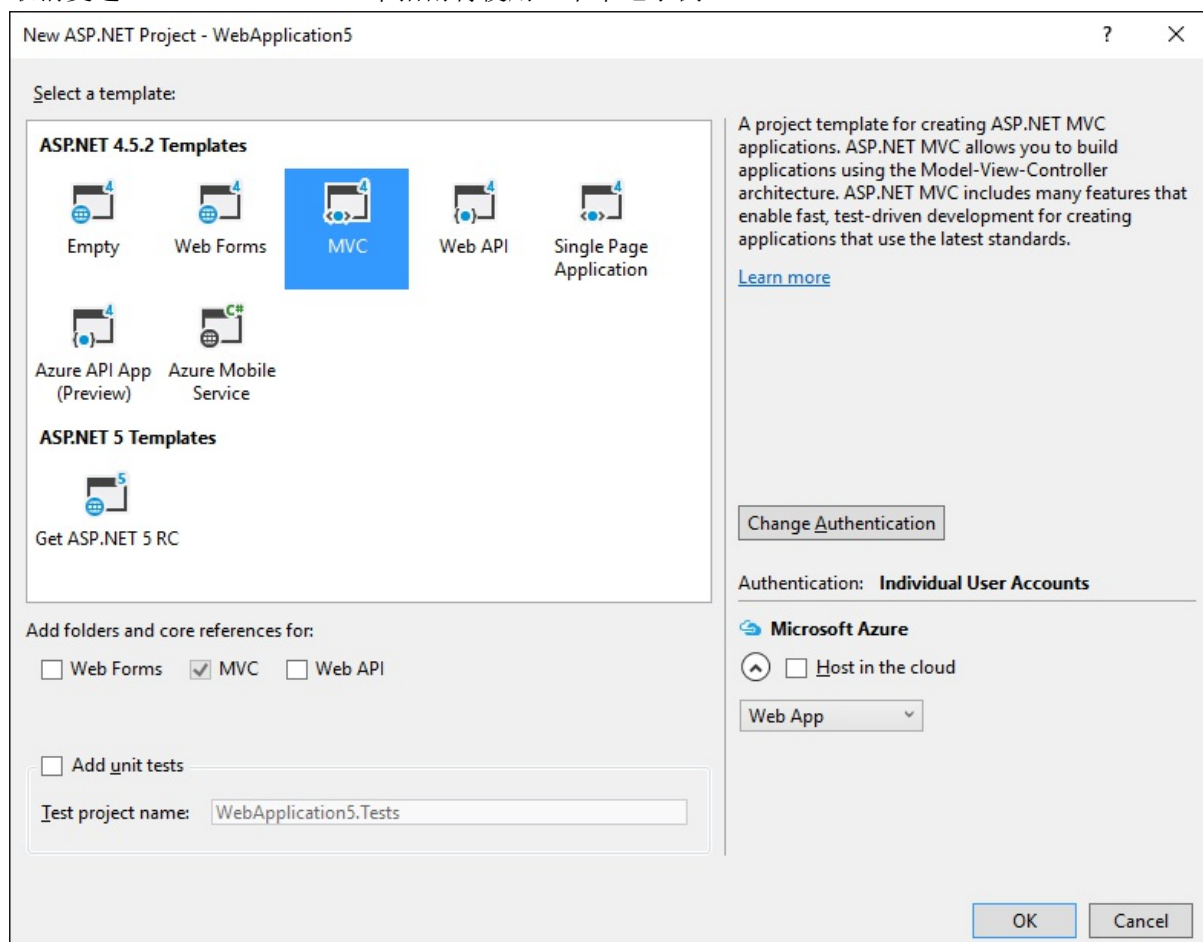 New ASP.NET Project - WebApplication5
Select a template:
ASP.NET 4.5.2 Templates
Empty
Web Forms
MVC
Web API
Single Page
Application
Azure API App
(Preview)
Azure Mobile
Service
ASP.NET 5 Templates
Get ASP.NET 5 RC
A project template for creating ASP.NET MVC
applications. ASP.NET MVC allows you to build
applications using the Model-View-Controller
architecture. ASP.NET MVC includes many features that
enable fast, test-driven development for creating
applications that use the latest standards.
Learn more
Change Authentication
Authentication: Individual User Accounts
Microsoft Azure
Host in the cloud
Web App
Add folders and core references for:
Web Forms
MVC
Web API
Add unit tests
Test project name: WebApplication5.Tests
OK
Cancel